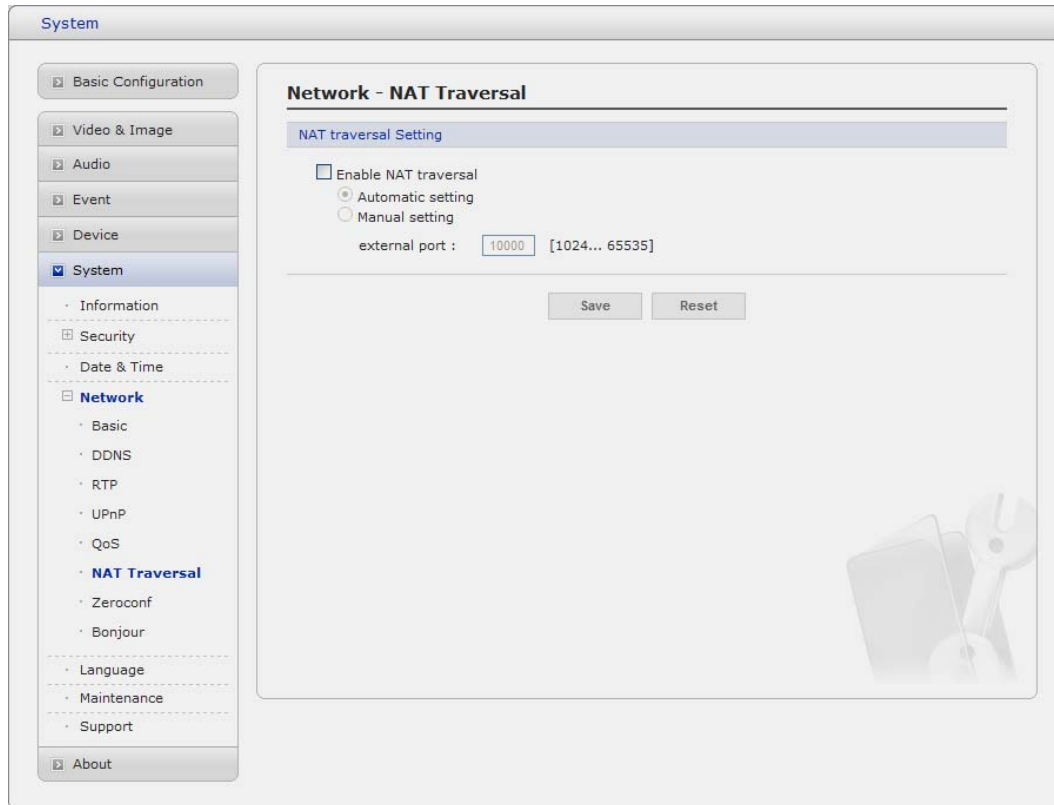 System
Basic Configuration
Video & Image
Audio
Event
Device
System
· Information
Security
· Date & Time
Network
· Basic
· DDNS
· RTP
· UPnP
· QoS
· NAT Traversal
· Zeroconf
· Bonjour
· Language
· Maintenance
· Support
About
Network - NAT Traversal
NAT traversal Setting
Enable NAT traversal
Automatic setting
Manual setting
external port : 10000 [1024... 65535]
Save Reset